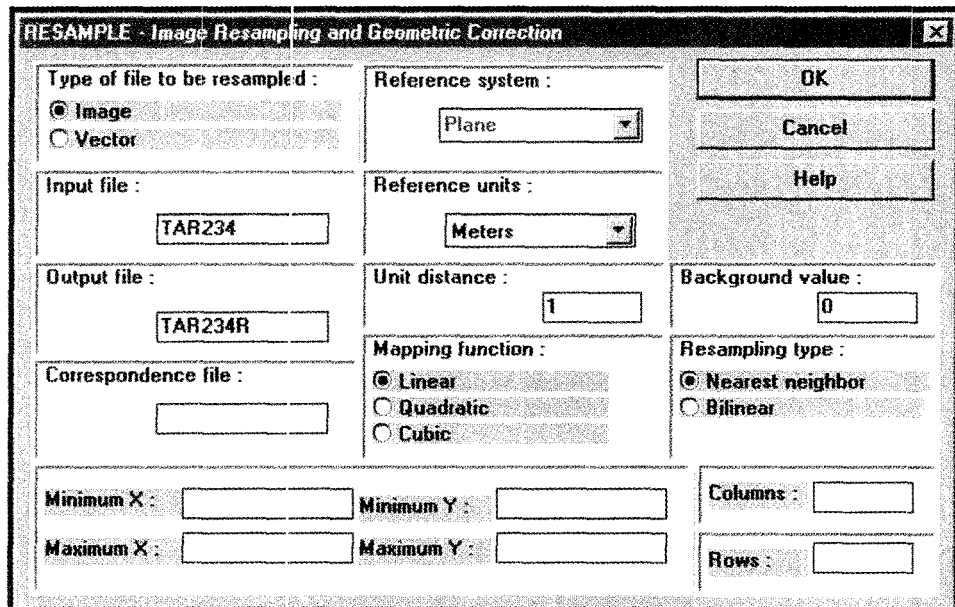 RESAMPLE - Image Resampling and Geometric Correction
Type of file to be resampled :
Image
Vector
Reference system :
Plane
OK
Cancel
Help
Input file :
TAR234
Reference units :
Meters
Output file :
TAR234R
Unit distance :
1
Background value :
0
Correspondence file :
Mapping function :
Linear
Quadratic
Cubic
Resampling type :
Nearest neighbor
Bilinear
Minimum X :
Minimum Y :
Maximum X :
Maximum Y :
Columns :
Rows :